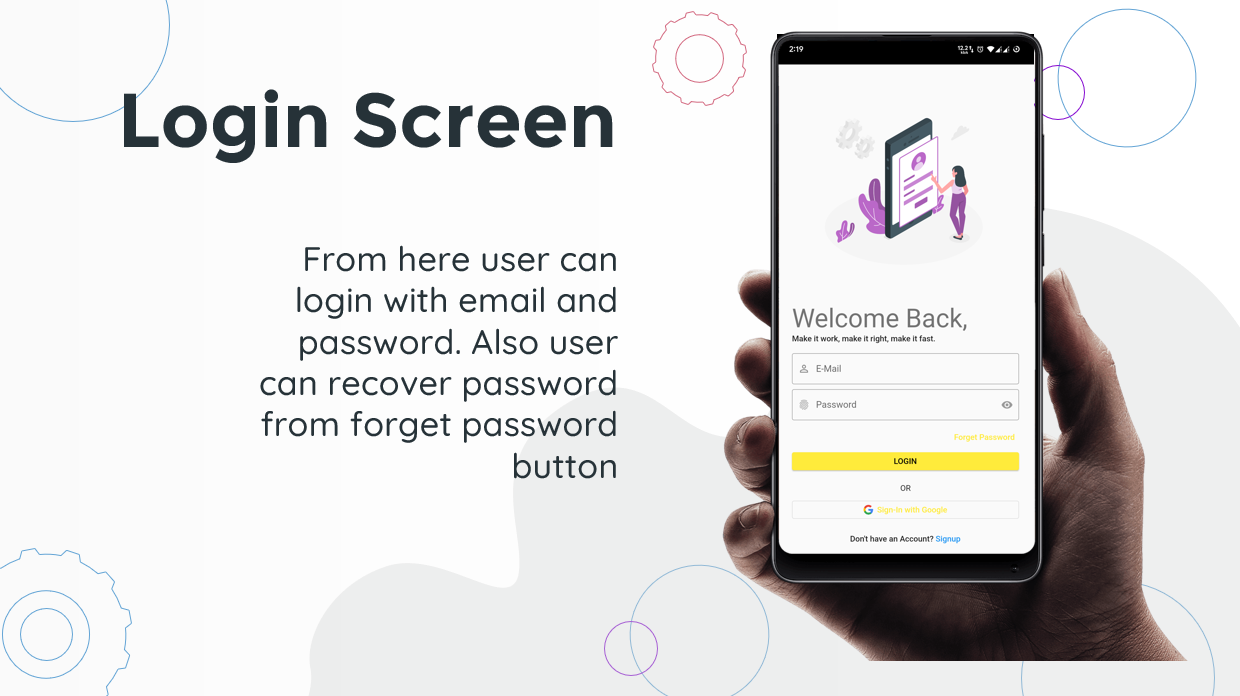 Login Screen
From here user can
login with email and
password. Also user
can recover password
from forget password
button
2:19
12.2
Welcome Back,
Make it work, make it right, make it fast.
E-Mail
Password
Forget Password
LOGIN
OR
Sign-In with Google
Don't have an Account? Signup